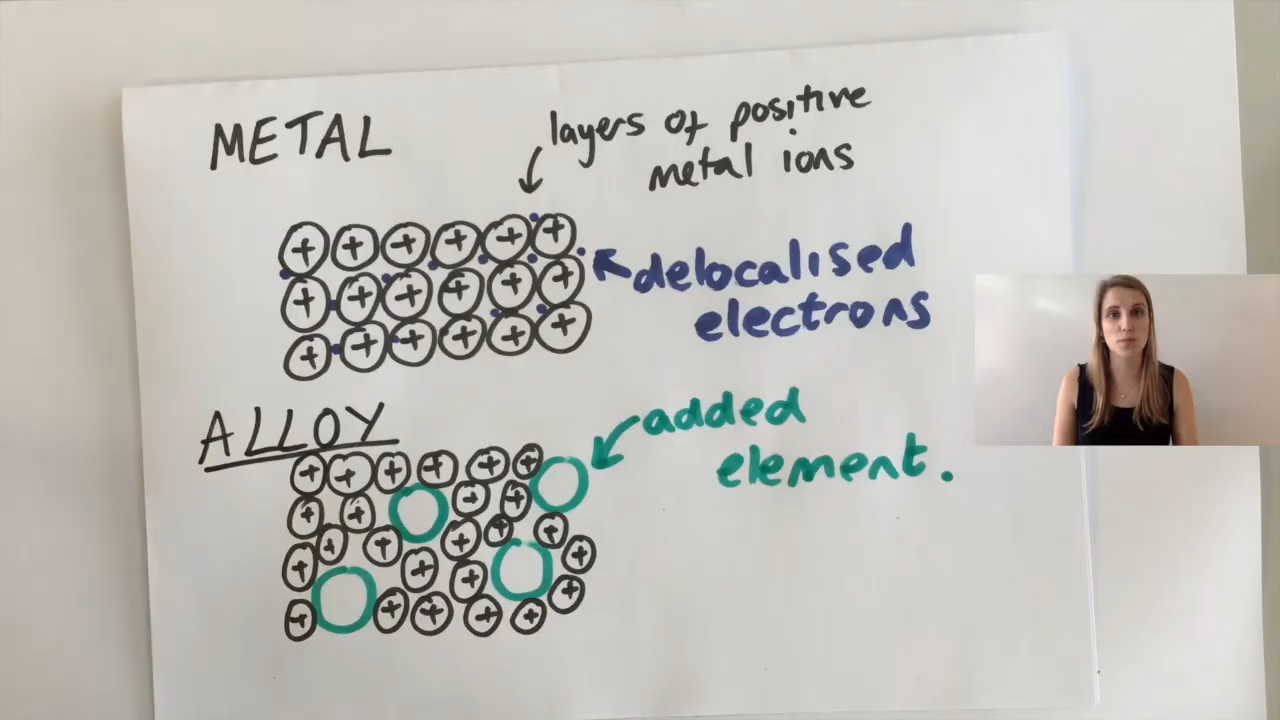 METAL
layers of positive
metal ions
delocalised
electrons
ALLOY
added
element.